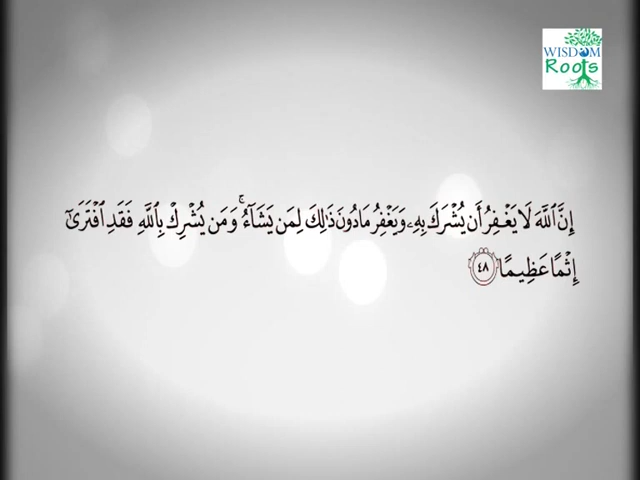 WISDOM
Roots
إِنَّ ٱللَّهَ لَا يَغْفِرُ أَن يُشْرَكَ بِهِۦ وَيَغْفِرُ مَا دُونَ ذَٰلِكَ لِمَن يَشَآءُ ۚ وَمَن يُشْرِكْ بِٱللَّهِ فَقَدِ ٱفْتَرَىٰٓ
إِثْمًا عَظِيمًا ٤٨